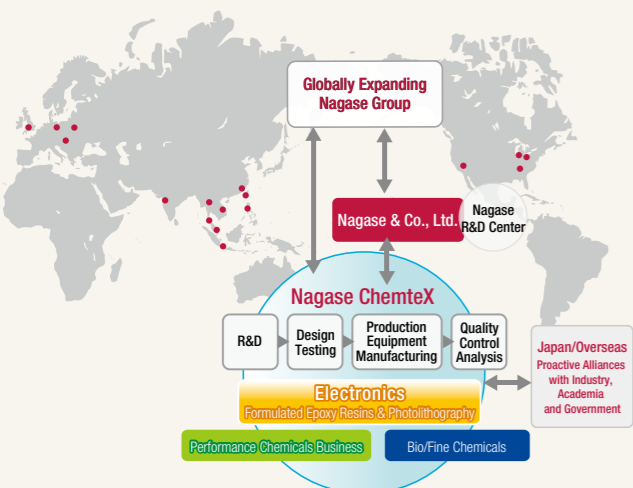 Globally Expanding
Nagase Group
Nagase & Co., Ltd.
Nagase
R&D Center
Nagase ChemteX
R&D
Design
Testing
Production
Equipment
Manufacturing
Quality
Control
Analysis
Japan/Overseas
Proactive Alliances
with Industry,
Academia
and Government
Electronics
Formulated Epoxy Resins & Photolithography
Performance Chemicals Business
Bio/Fine Chemicals